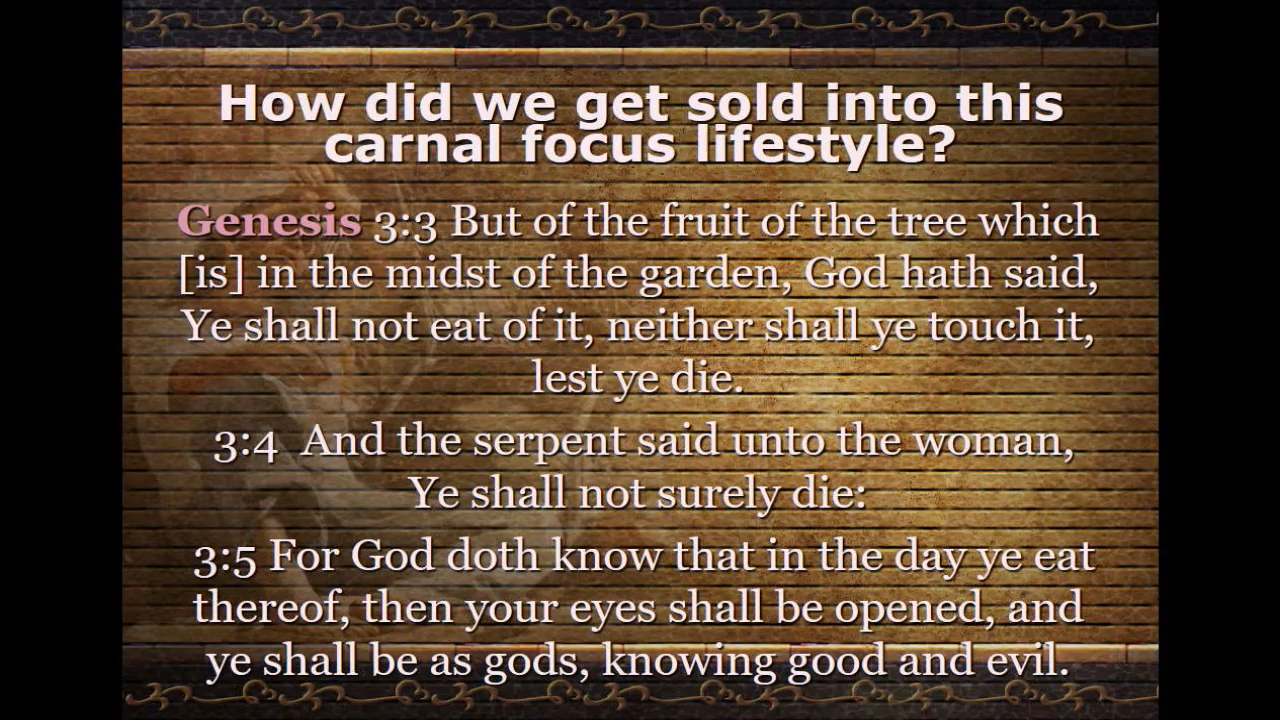 How did we get sold into this
carnal focus lifestyle?
Genesis 3:3 But of the fruit of the tree which
[is] in the midst of the garden, God hath said,
Ye shall not eat of it, neither shall ye touch it,
lest ye die.
3:4 And the serpent said unto the woman,
Ye shall not surely die:
3:5 For God doth know that in the day ye eat
thereof, then your eyes shall be opened, and
ye shall be as gods, knowing good and evil.